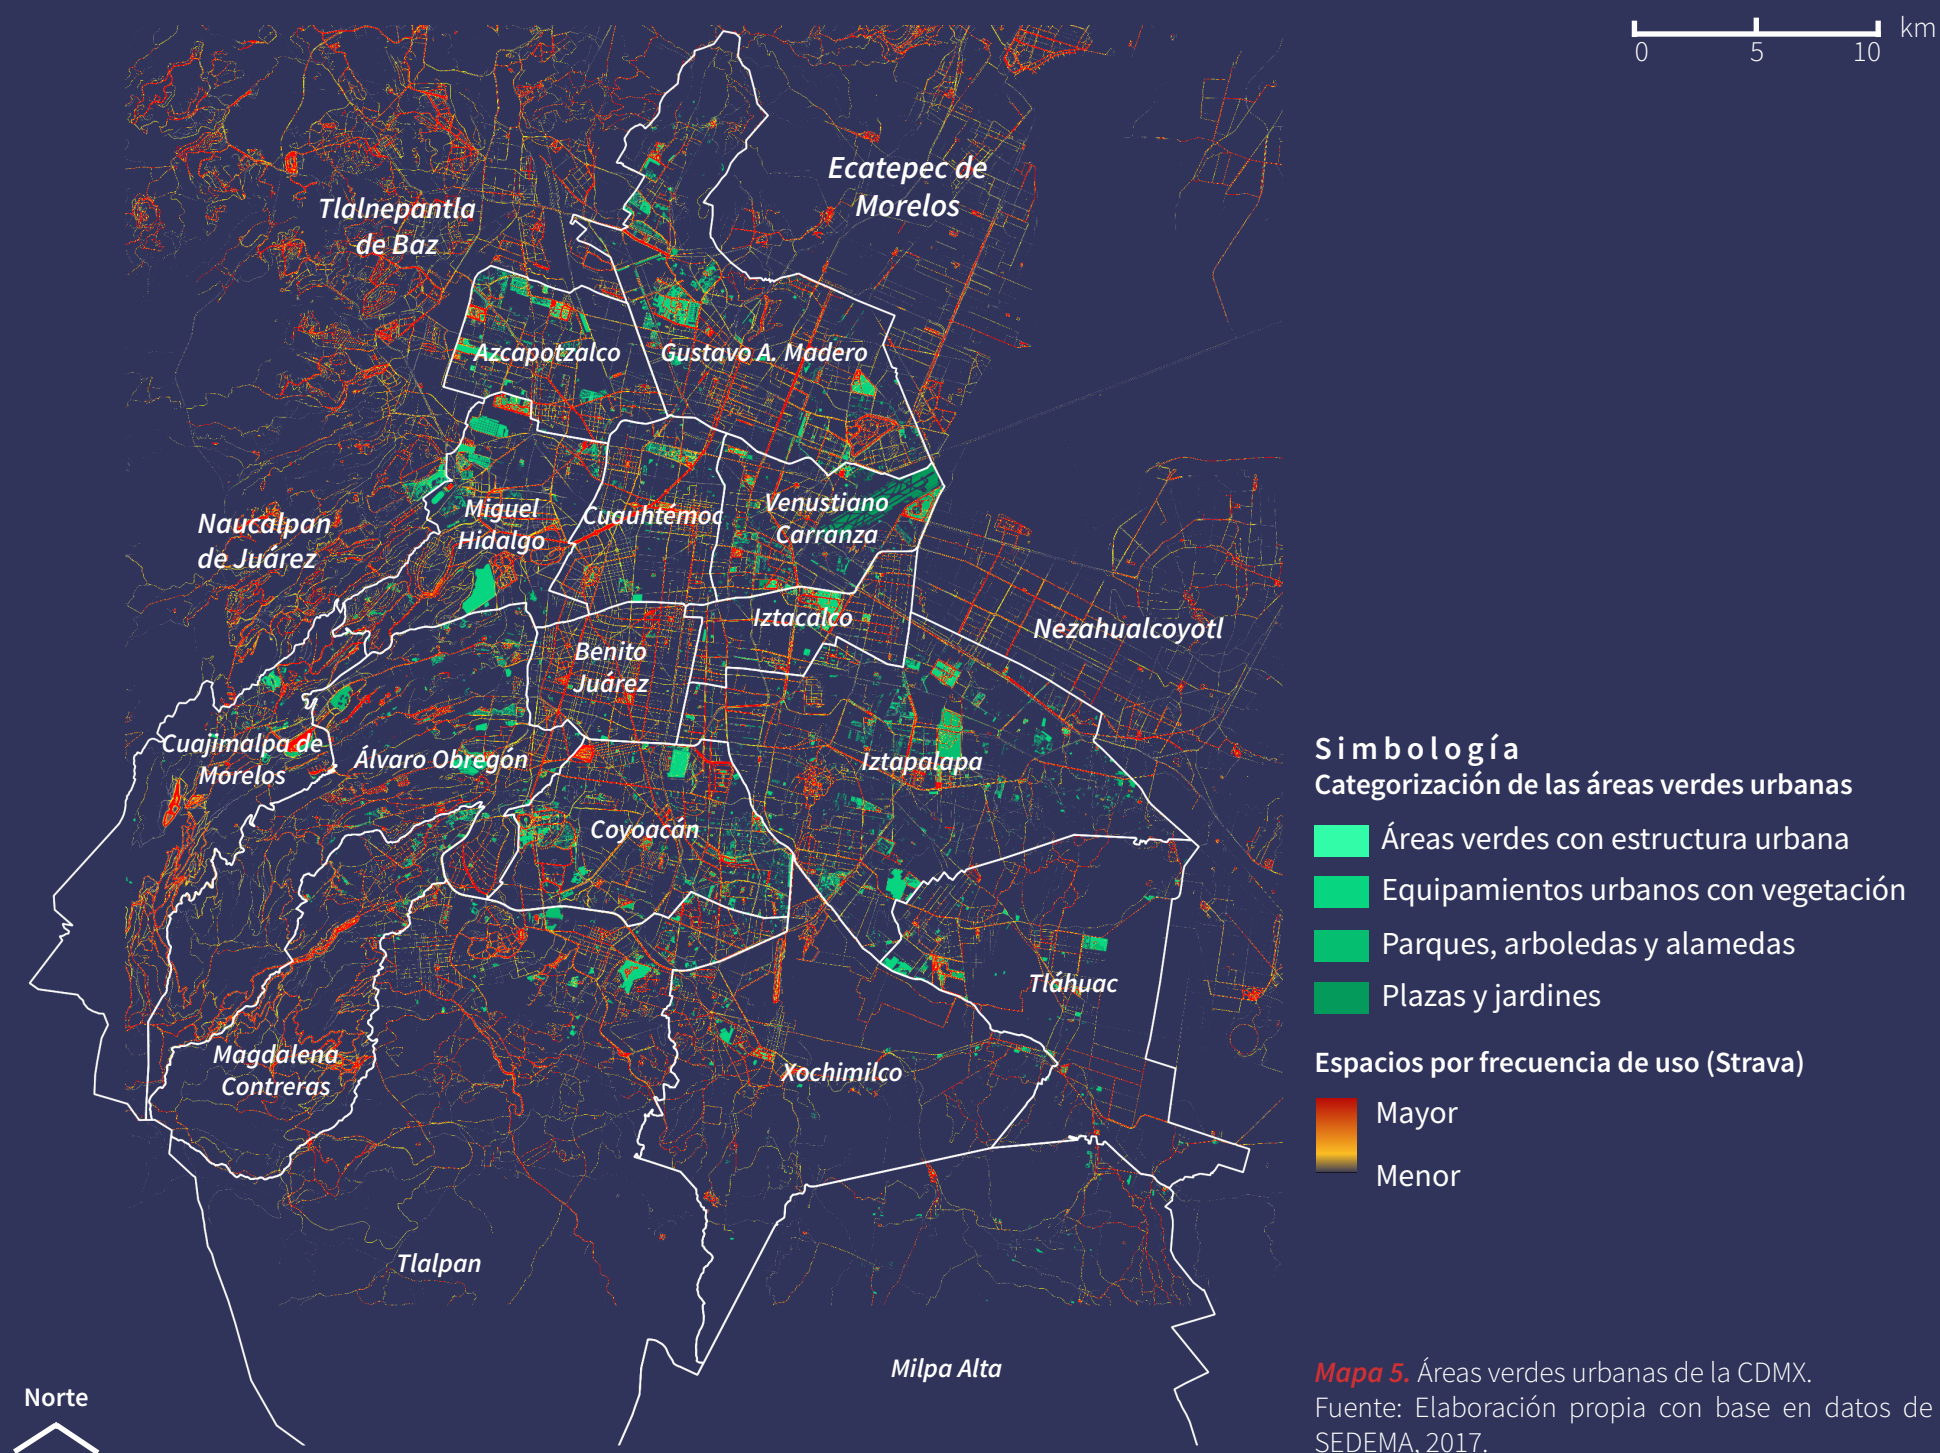 km
0 5 10
Ecatepec de
Morelos
Tlalnepantla
de Baz
Azcapotzalco
Gustavo A. Madero
Naucalpan
de Juárez
Miguel
Hidalgo
Cuauhtémoc
Venustiano
Carranza
Iztacalco
Nezahualcoyotl
Benito
Juárez
Cuajimalpa de
Morelos
Álvaro Obregón
Iztapalapa
Coyoacán
Tláhuac
Magdalena
Contreras
Xochimilco
Tlalpan
Milpa Alta
Norte
Simbología
Categorización de las áreas verdes urbanas
Áreas verdes con estructura urbana
Equipamientos urbanos con vegetación
Parques, arboledas y alamedas
Plazas y jardines
Espacios por frecuencia de uso (Strava)
Mayor
Menor
Mapa 5. Áreas verdes urbanas de la CDMX.
Fuente: Elaboración propia con base en datos de
SEDEMA, 2017.